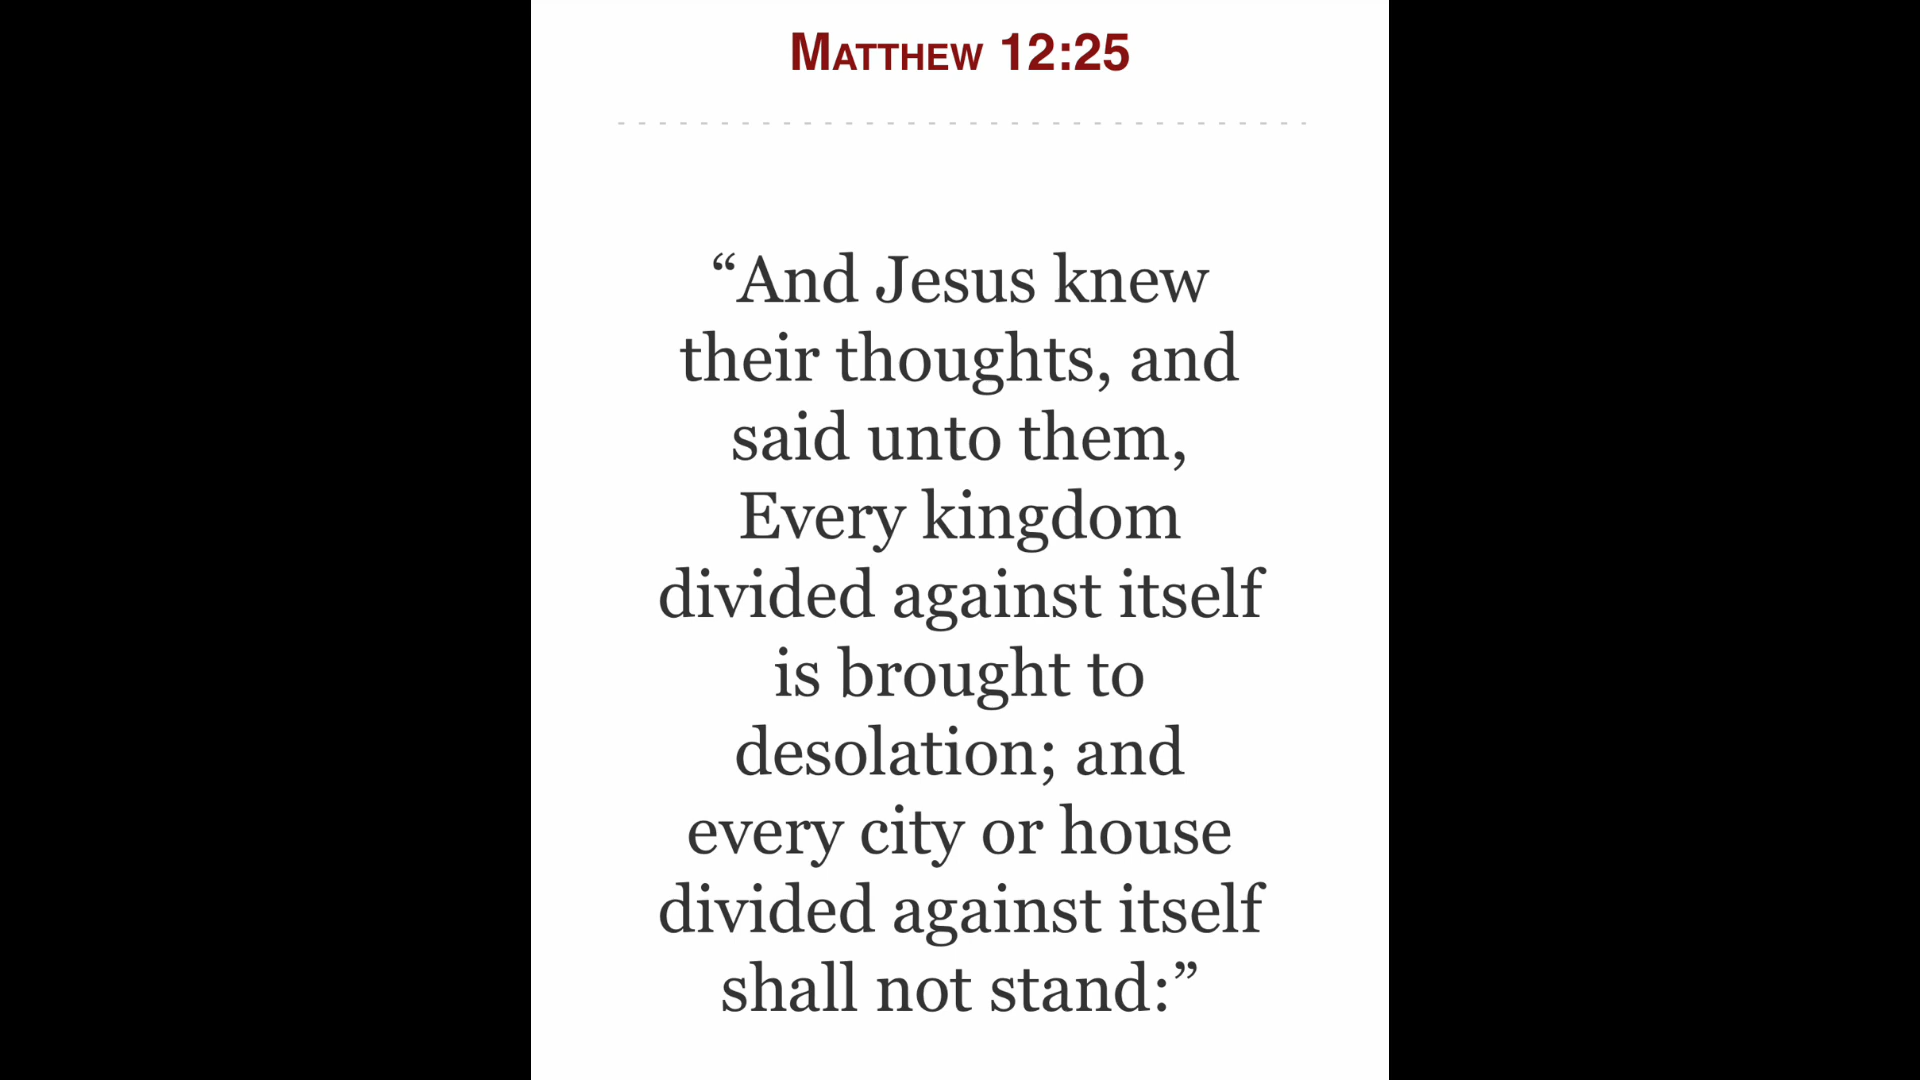 Matthew 12:25
“And Jesus knew
their thoughts, and
said unto them,
Every kingdom
divided against itself
is brought to
desolation; and
every city or house
divided against itself
shall not stand:”